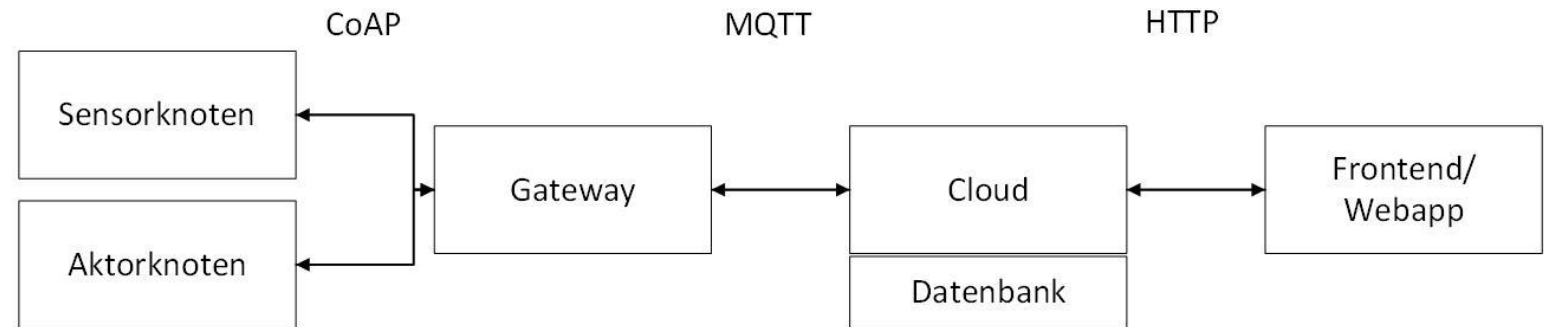 CoAP
MQTT
HTTP
Sensorknoten
Aktorknoten
Gateway
Cloud
Datenbank
Frontend/
Webapp